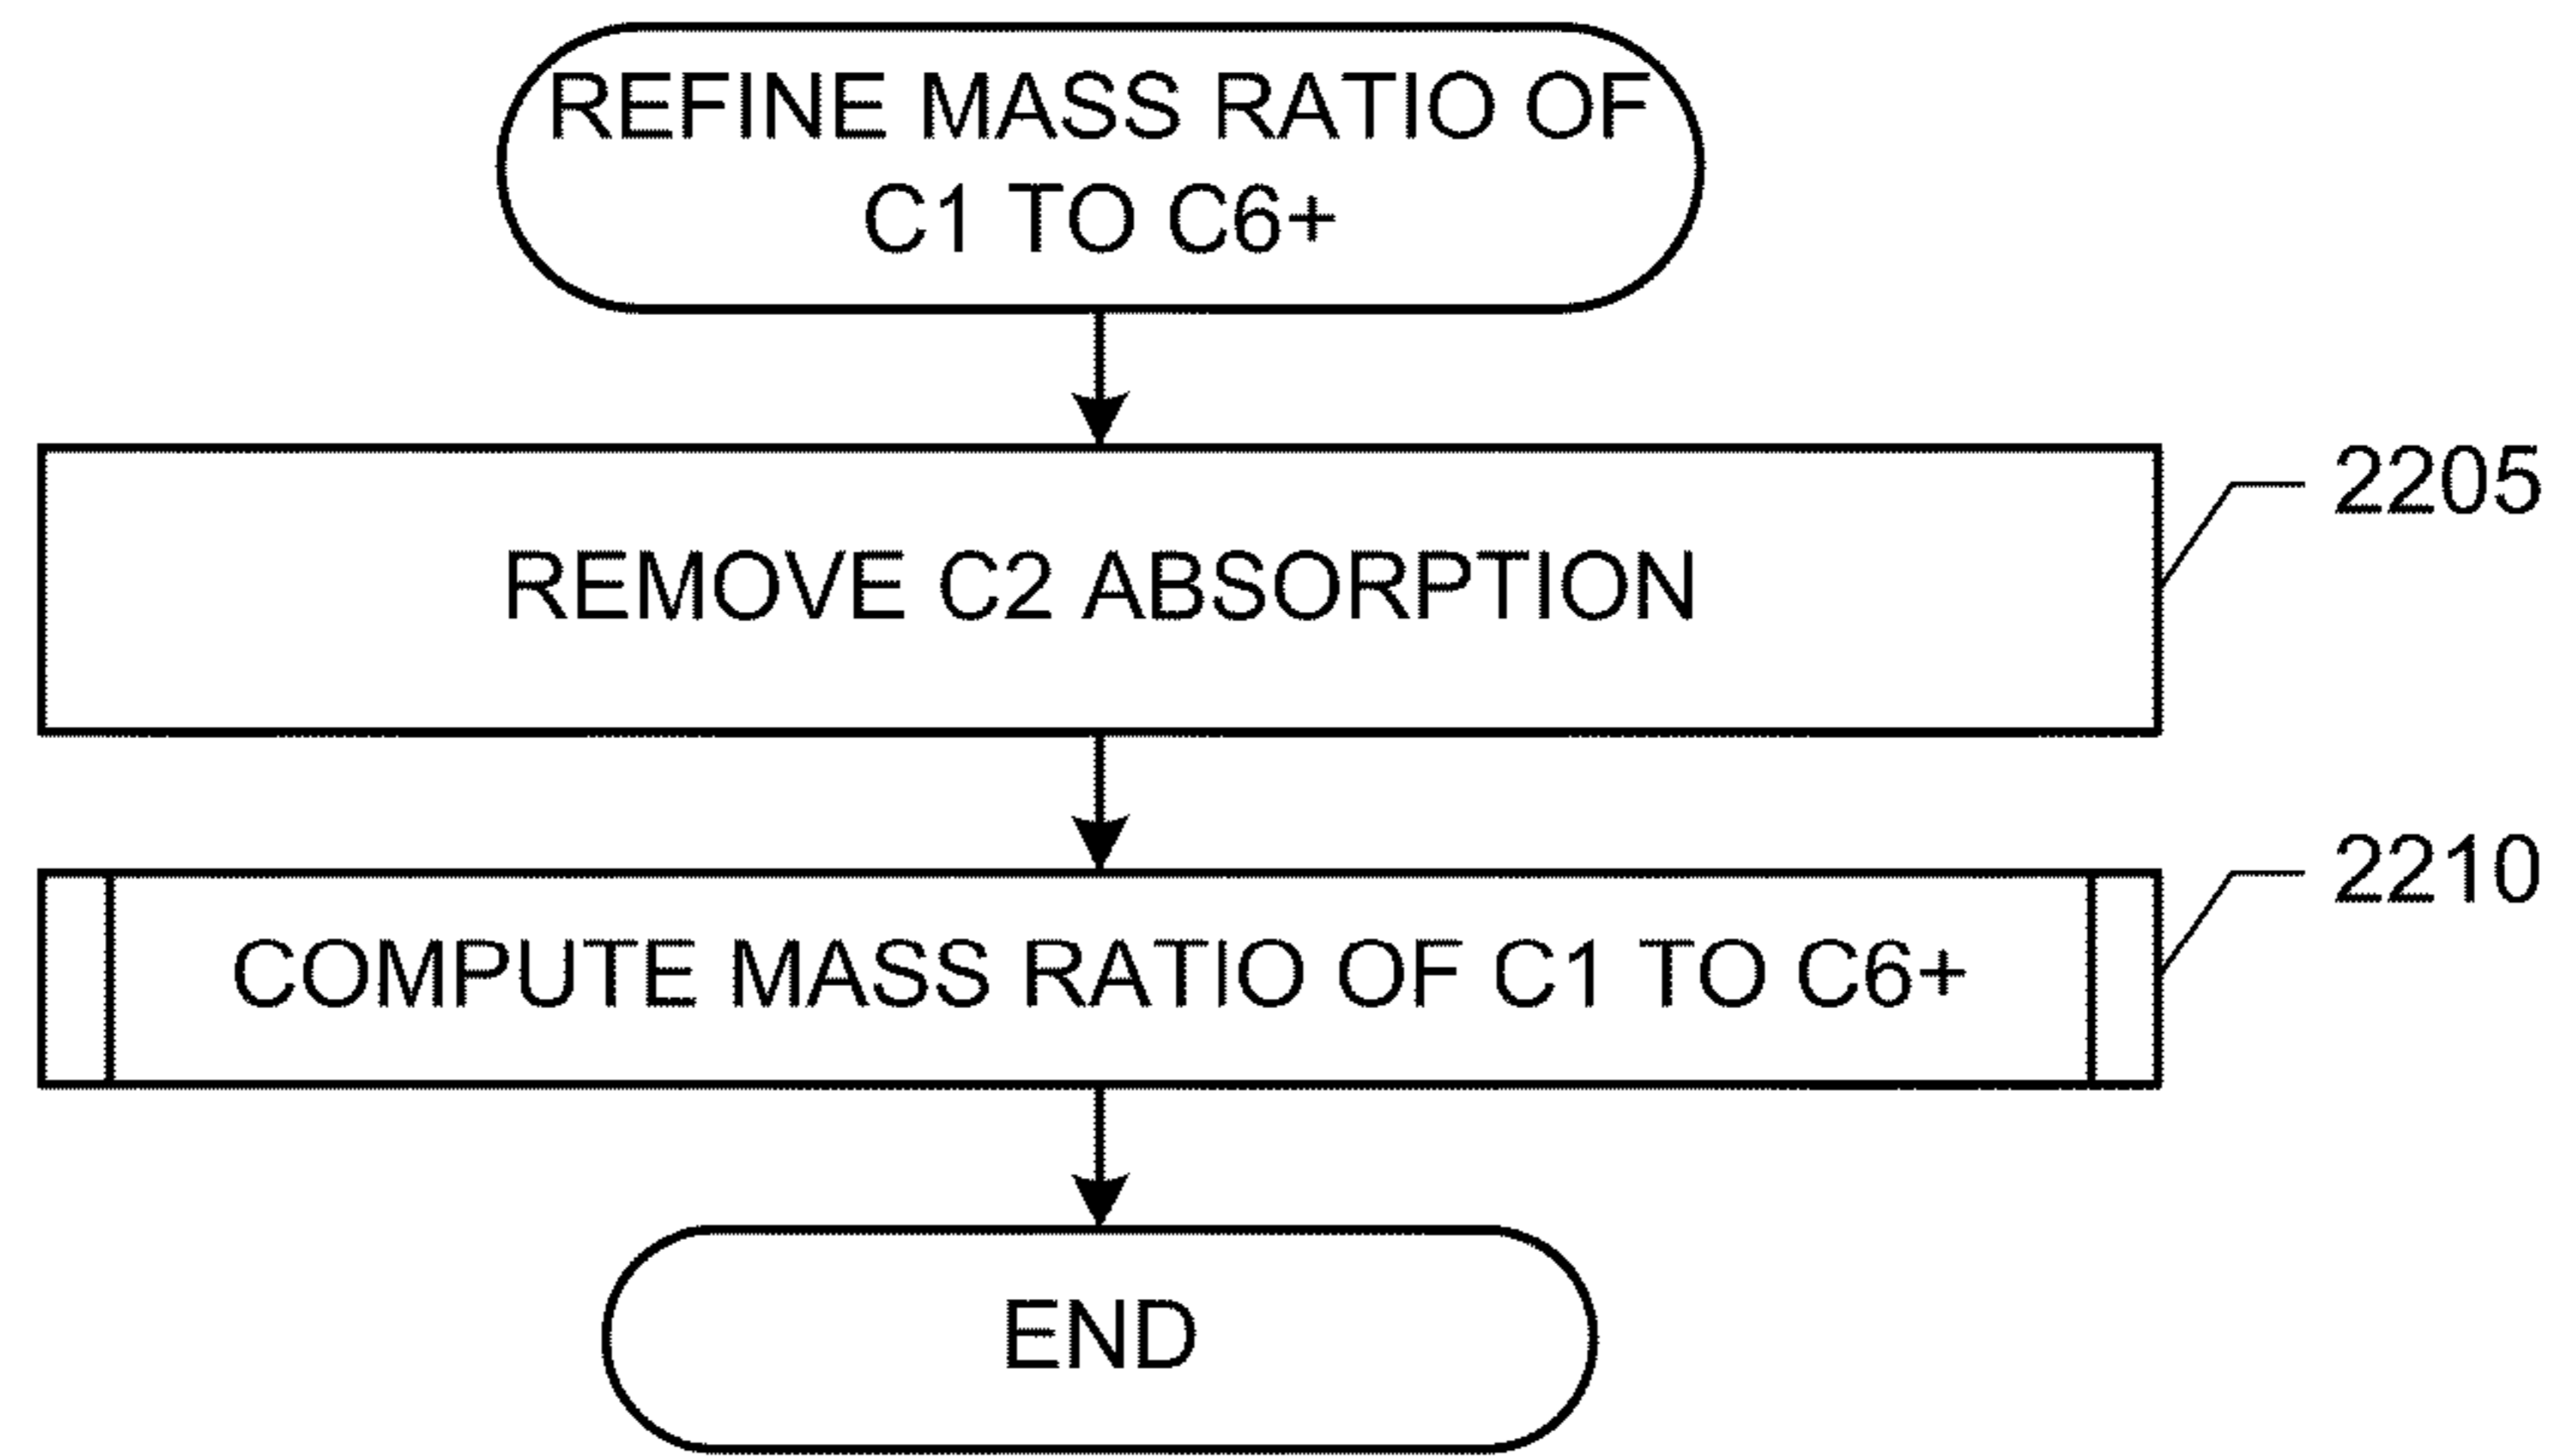 REFINE MASS RATIO OF
C1 TO C6+
2205
REMOVE C2 ABSORPTION
2210
COMPUTE MASS RATIO OF C1 TO C6+
END